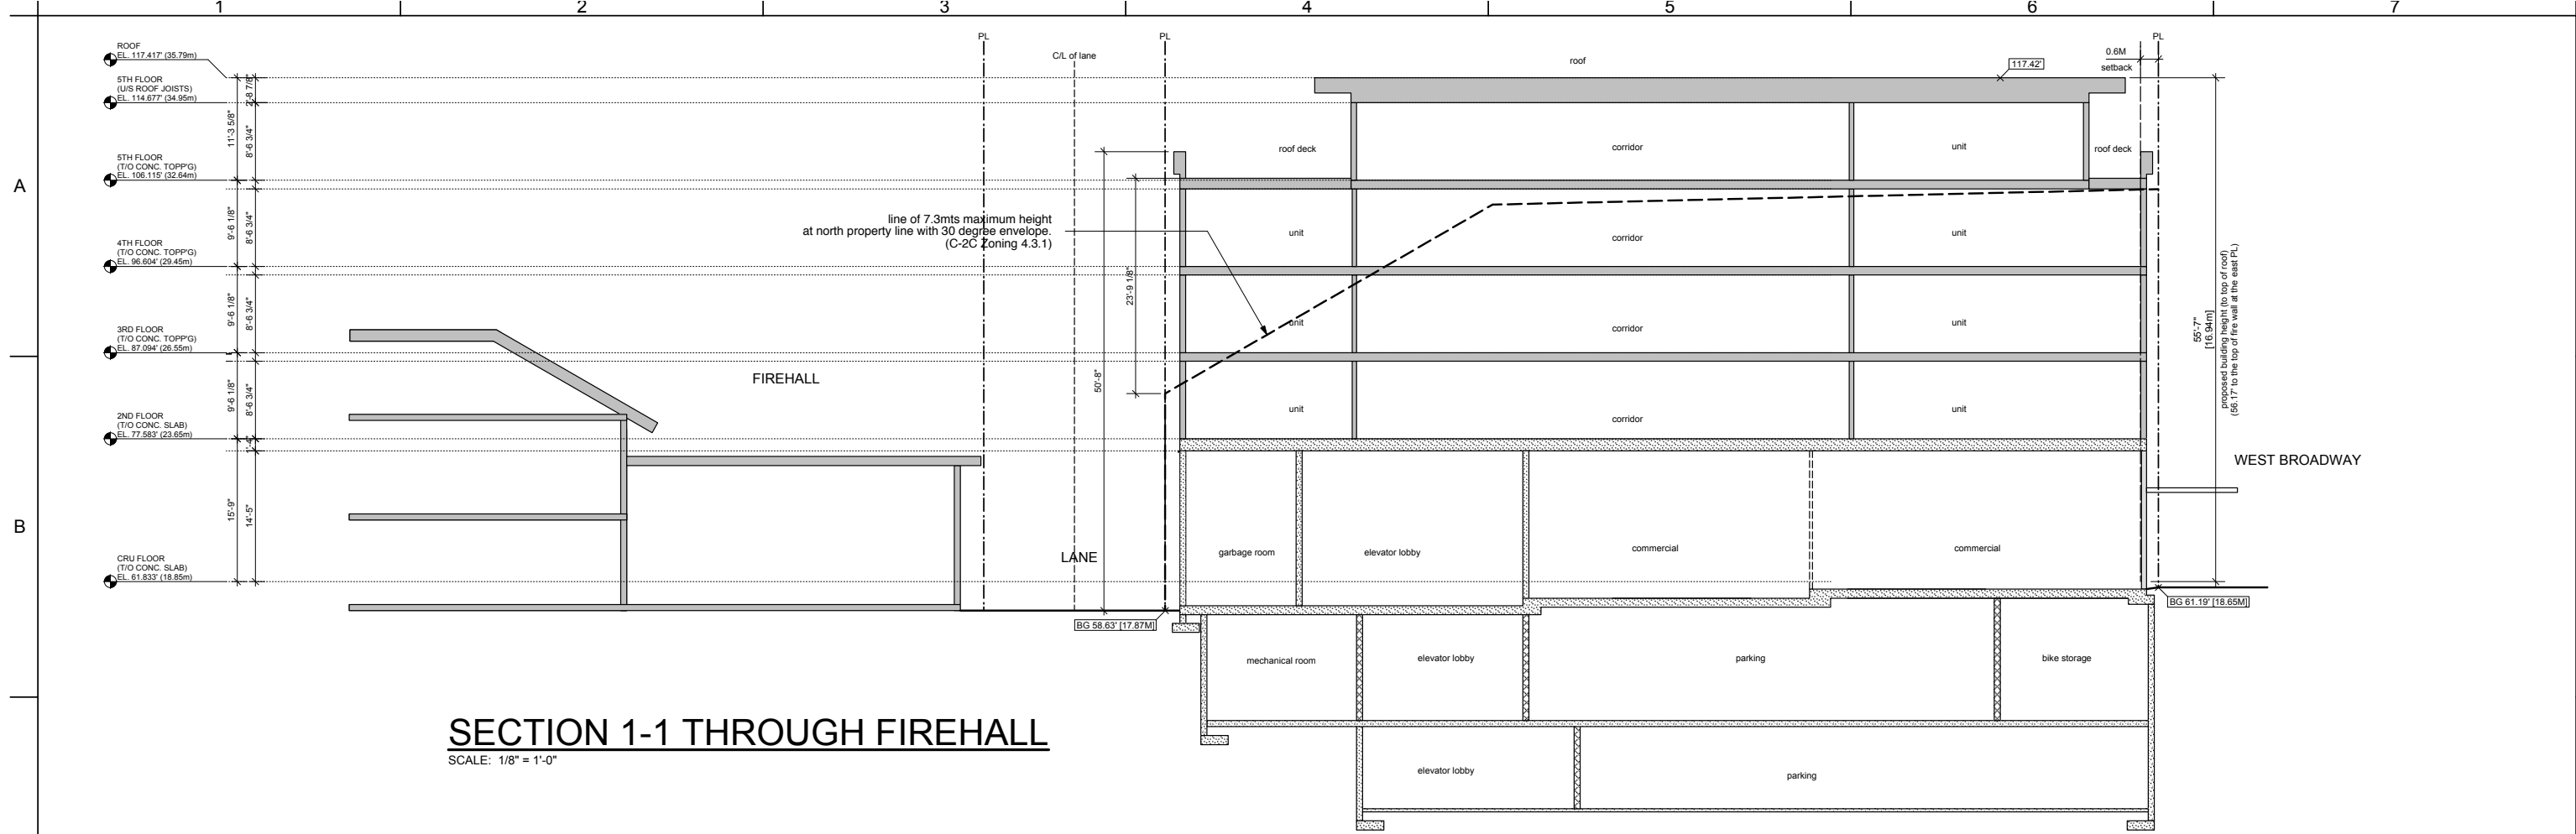 1 2 3 4 5 6 7
A
B
ROOF
EL. 117.417' (35.79m)
5TH FLOOR
(U/S ROOF JOISTS)
EL. 114.677' (34.95m)
5TH FLOOR
(T/O CONC. TOPP'G)
EL. 106.115' (32.64m)
4TH FLOOR
(T/O CONC. TOPP'G)
EL. 96.604' (29.45m)
3RD FLOOR
(T/O CONC. TOPP'G)
EL. 87.094' (26.55m)
2ND FLOOR
(T/O CONC. SLAB)
EL. 77.583' (23.65m)
CRU FLOOR
(T/O CONC. SLAB)
EL. 61.833' (18.85m)
11'-3 5/8"
9'-6 1/8"
9'-6 1/8"
9'-6 1/8"
15'-9"
2'-8 7/8"
8'-6 3/4"
8'-6 3/4"
8'-6 3/4"
8'-6 3/4"
1'-4"
14'-5"
PL
C/L of lane
PL
line of 7.3mts maximum height
at north property line with 30 degree envelope.
(C-2C Zoning 4.3.1)
FIREHALL
LANE
50'-8"
23'-9 1/8"
BG 58.63' [17.87M]
roof
117.42'
0.6M
setback
PL
roof deck
corridor
unit
roof deck
unit
corridor
unit
unit
corridor
unit
unit
corridor
unit
garbage room
elevator lobby
commercial
commercial
mechanical room
elevator lobby
parking
bike storage
elevator lobby
parking
55'-7"
[16.94m]
proposed building height (to top of roof)
(56.17' to the top of fire wall at the east PL)
WEST BROADWAY
BG 61.19' [18.65M]
SECTION 1-1 THROUGH FIREHALL
SCALE: 1/8" = 1'-0"